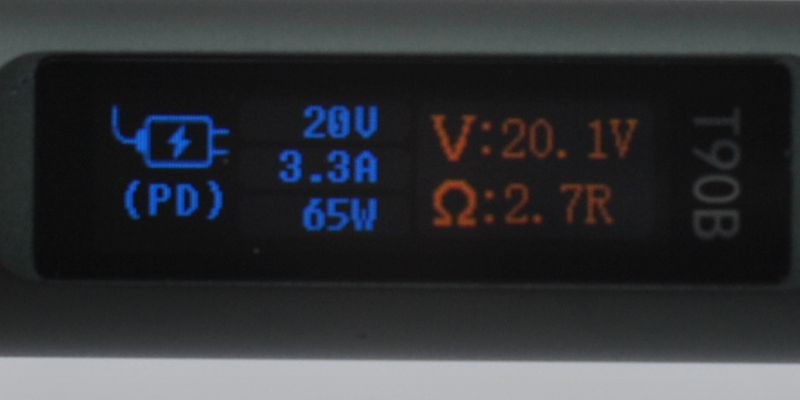 (PD)
20V
3.3A
65W
V:20.1V
Ω:2.7R
T90B